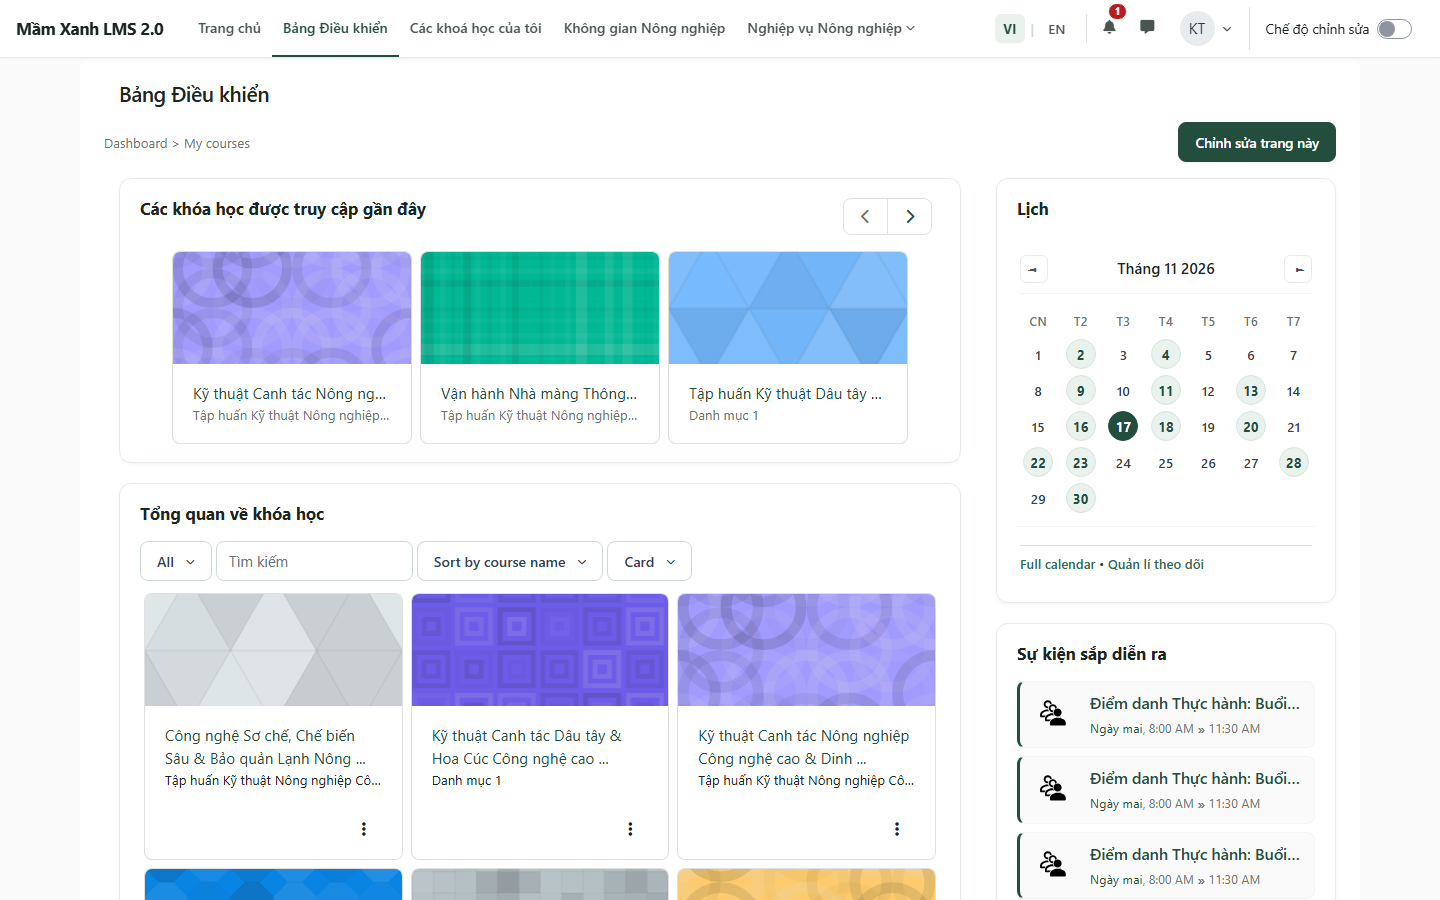 Mầm Xanh LMS 2.0
Trang chủ
Bảng Điều khiển
Các khoá học của tôi
Không gian Nông nghiệp
Nghiệp vụ Nông nghiệp
VI | EN
1
KT
Chế độ chỉnh sửa
Bảng Điều khiển
Dashboard > My courses
Chỉnh sửa trang này
Các khóa học được truy cập gần đây
Kỹ thuật Canh tác Nông ng...
Tập huấn Kỹ thuật Nông nghiệp...
Vận hành Nhà màng Thông...
Tập huấn Kỹ thuật Nông nghiệp...
Tập huấn Kỹ thuật Dâu tây ...
Danh mục 1
Tổng quan về khóa học
All
Tìm kiếm
Sort by course name
Card
Công nghệ Sơ chế, Chế biến
Sâu & Bảo quản Lạnh Nông ...
Tập huấn Kỹ thuật Nông nghiệp Cô...
Kỹ thuật Canh tác Dâu tây &
Hoa Cúc Công nghệ cao ...
Danh mục 1
Kỹ thuật Canh tác Nông nghiệp
Công nghệ cao & Dinh ...
Tập huấn Kỹ thuật Nông nghiệp Cô...
Lịch
◄ Tháng 11 2026 ►
CN T2 T3 T4 T5 T6 T7
1 2 3 4 5 6 7
8 9 10 11 12 13 14
15 16 17 18 19 20 21
22 23 24 25 26 27 28
29 30
Full calendar • Quản lí theo dõi
Sự kiện sắp diễn ra
Điểm danh Thực hành: Buổi...
Ngày mai, 8:00 AM » 11:30 AM
Điểm danh Thực hành: Buổi...
Ngày mai, 8:00 AM » 11:30 AM
Điểm danh Thực hành: Buổi...
Ngày mai, 8:00 AM » 11:30 AM